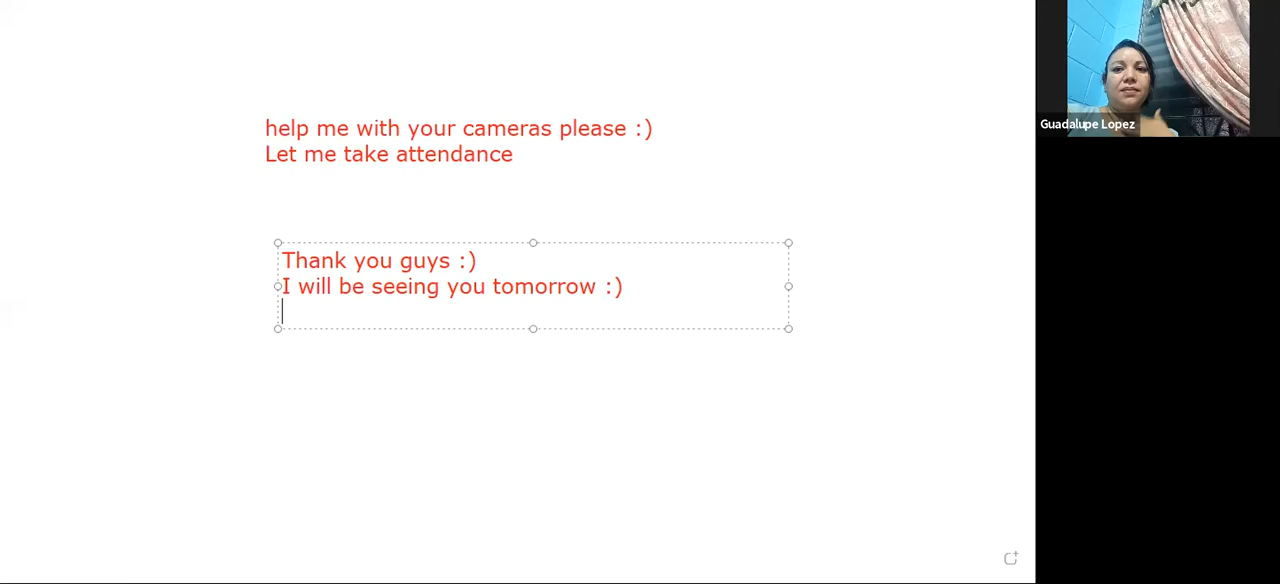 help me with your cameras please :)
Let me take attendance
Thank you guys :)
I will be seeing you tomorrow :)
Guadalupe Lopez